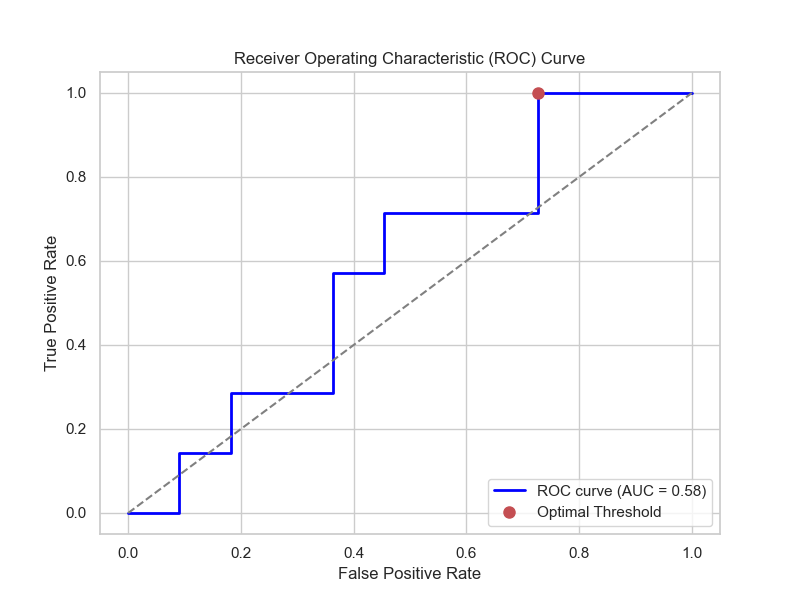 Receiver Operating Characteristic (ROC) Curve
True Positive Rate
1.0
0.8
0.6
0.4
0.2
0.0
ROC curve (AUC = 0.58)
Optimal Threshold
0.0 0.2 0.4 0.6 0.8 1.0
False Positive Rate